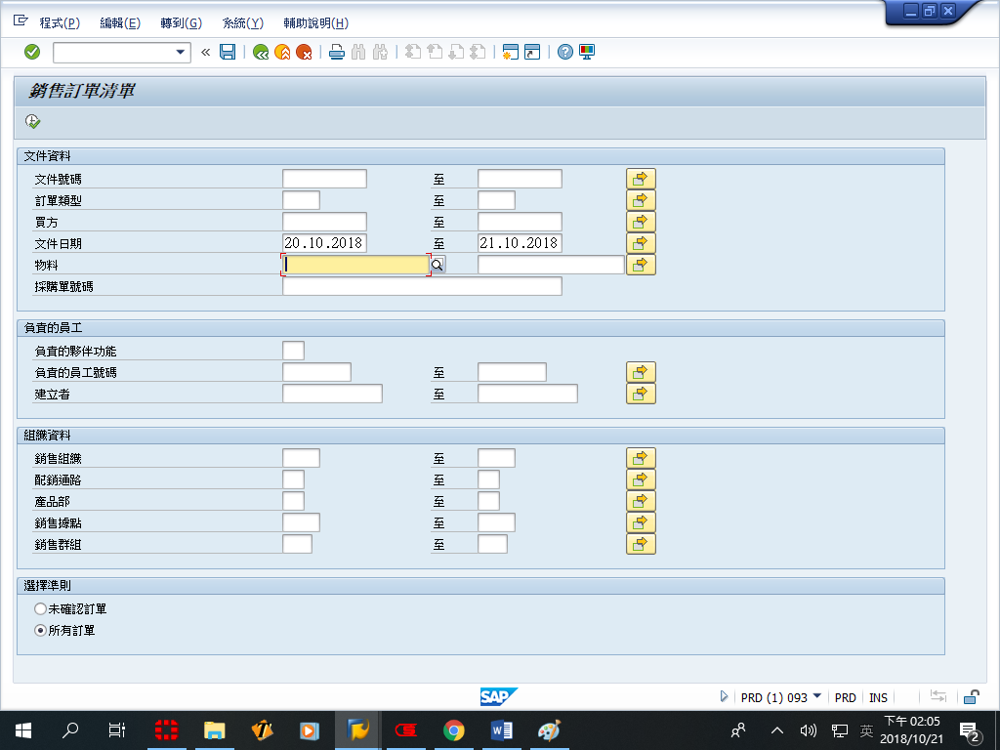 程式(P) 編輯(E) 轉到(G) 系統(Y) 輔助說明(H)
銷售訂單清單
文件資料
文件號碼 至
訂單類型 至
買方 至
文件日期 20.10.2018 至 21.10.2018
物料
採購單號碼
負責的員工
負責的夥伴功能
負責的員工號碼 至
建立者 至
組織資料
銷售組織 至
配銷通路 至
產品部 至
銷售據點 至
銷售群組 至
選擇準則
未確認訂單
所有訂單
SAP PRD (1) 093 PRD INS
英 下午 02:05
2018/10/21 2